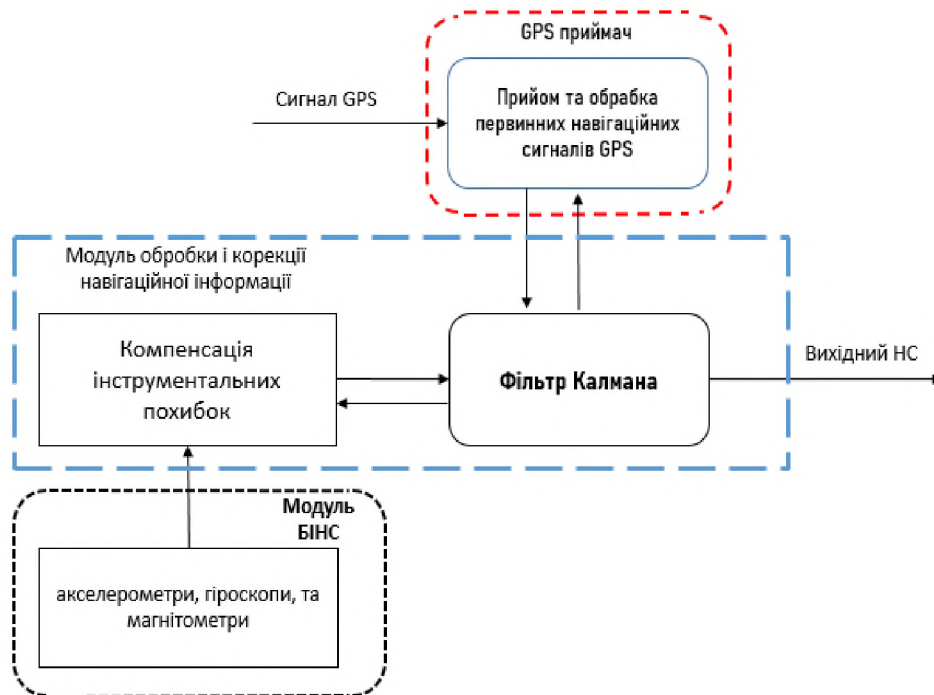 GPS приймач
Сигнал GPS
Прийом та обрабка
первинних навігаційних
сигналів GPS
Модуль обробки і корекції
навігаційної інформації
Компенсація
інструментальних
похибок
Фільтр Калмана
Вихідний НС
Модуль
БІНС
акселерометри, гіроскопи, та
магнітометри